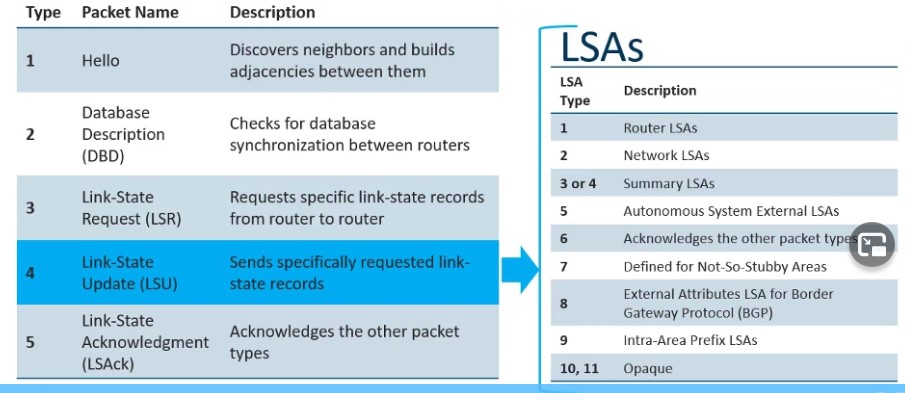 Type Packet Name Description
1 Hello Discovers neighbors and builds
adjacencies between them
2 Database
Description
(DBD) Checks for database
synchronization between routers
3 Link-State
Request (LSR) Requests specific link-state records
from router to router
4 Link-State
Update (LSU) Sends specifically requested link-
state records
5 Link-State
Acknowledgment
(LSAck) Acknowledges the other packet
types
LSAs
LSA
Type Description
1 Router LSAs
2 Network LSAs
3 or 4 Summary LSAs
5 Autonomous System External LSAs
6 Acknowledges the other packet types
7 Defined for Not-So-Stubby Areas
8 External Attributes LSA for Border
Gateway Protocol (BGP)
9 Intra-Area Prefix LSAs
10, 11 Opaque